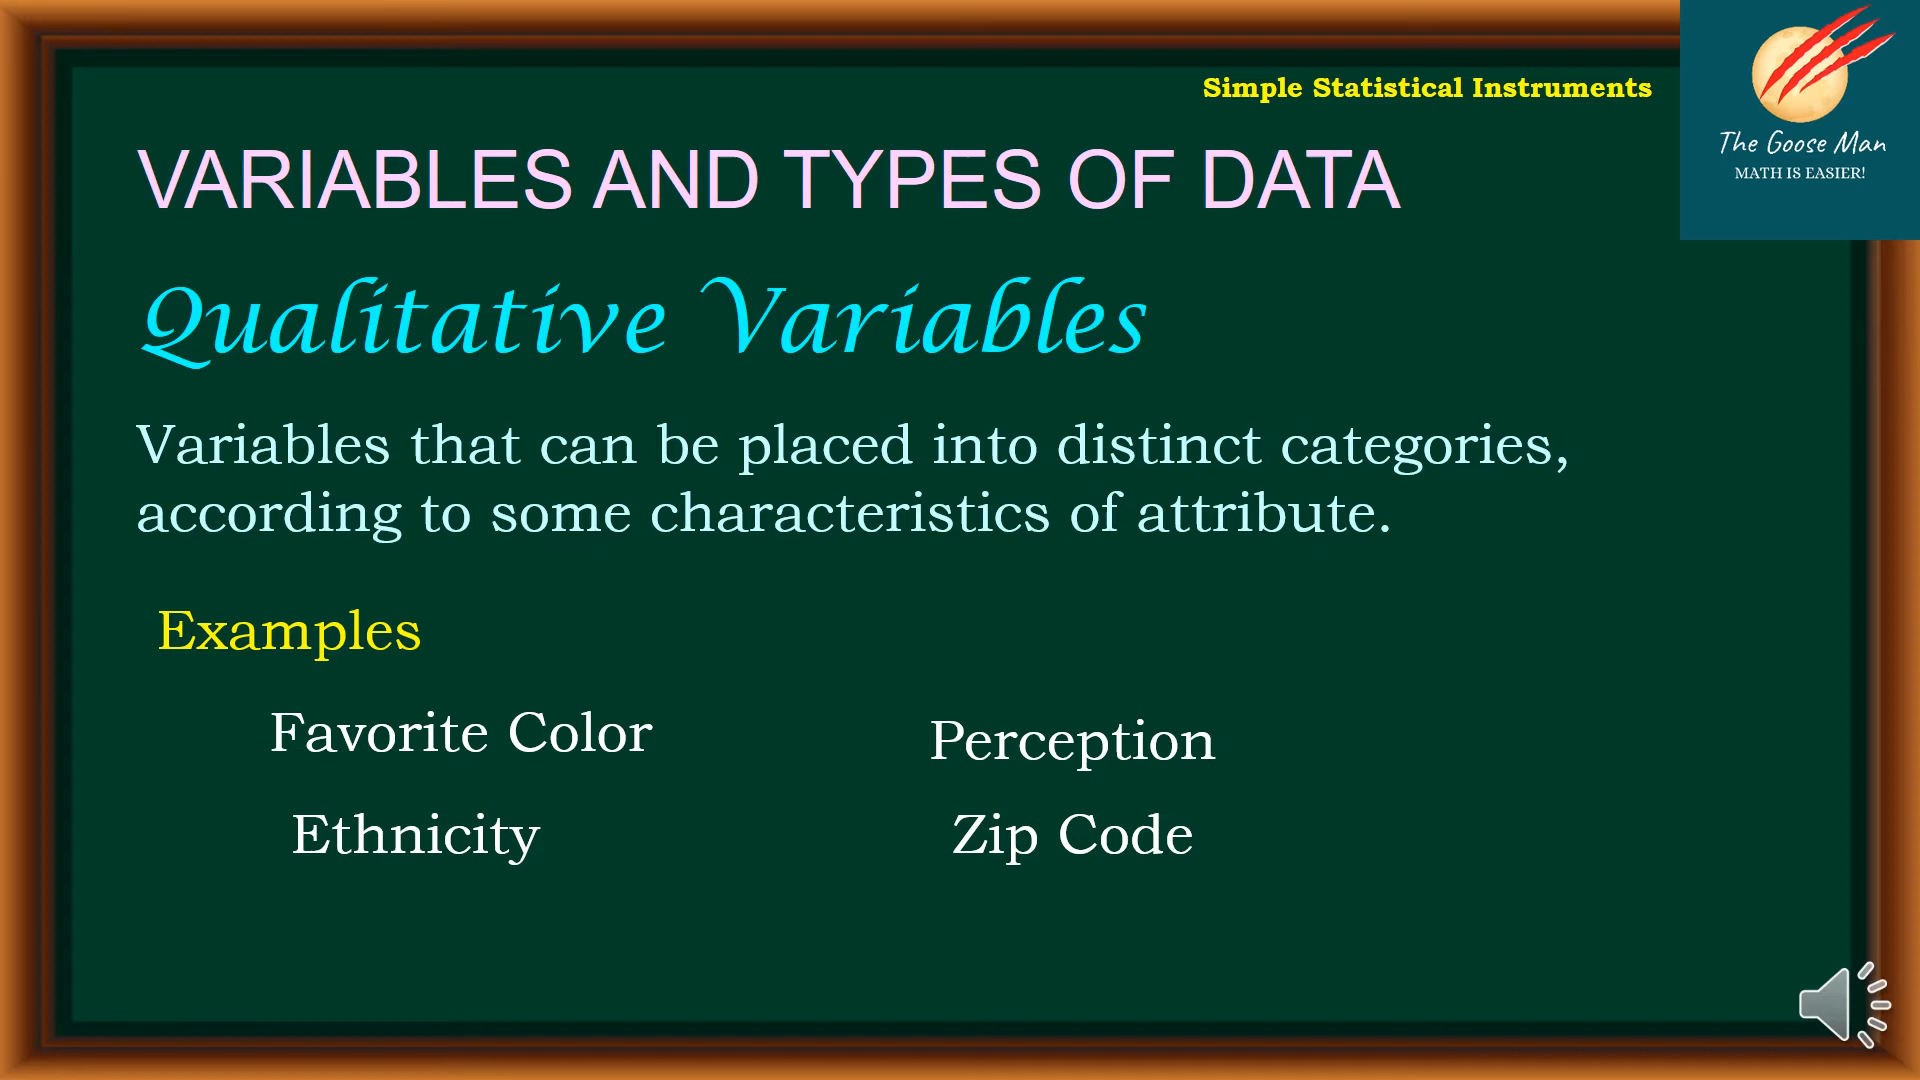 Simple Statistical Instruments
The Goose Man
MATH IS EASIER!
VARIABLES AND TYPES OF DATA
Qualitative Variables
Variables that can be placed into distinct categories,
according to some characteristics of attribute.
Examples
Favorite Color
Perception
Ethnicity
Zip Code